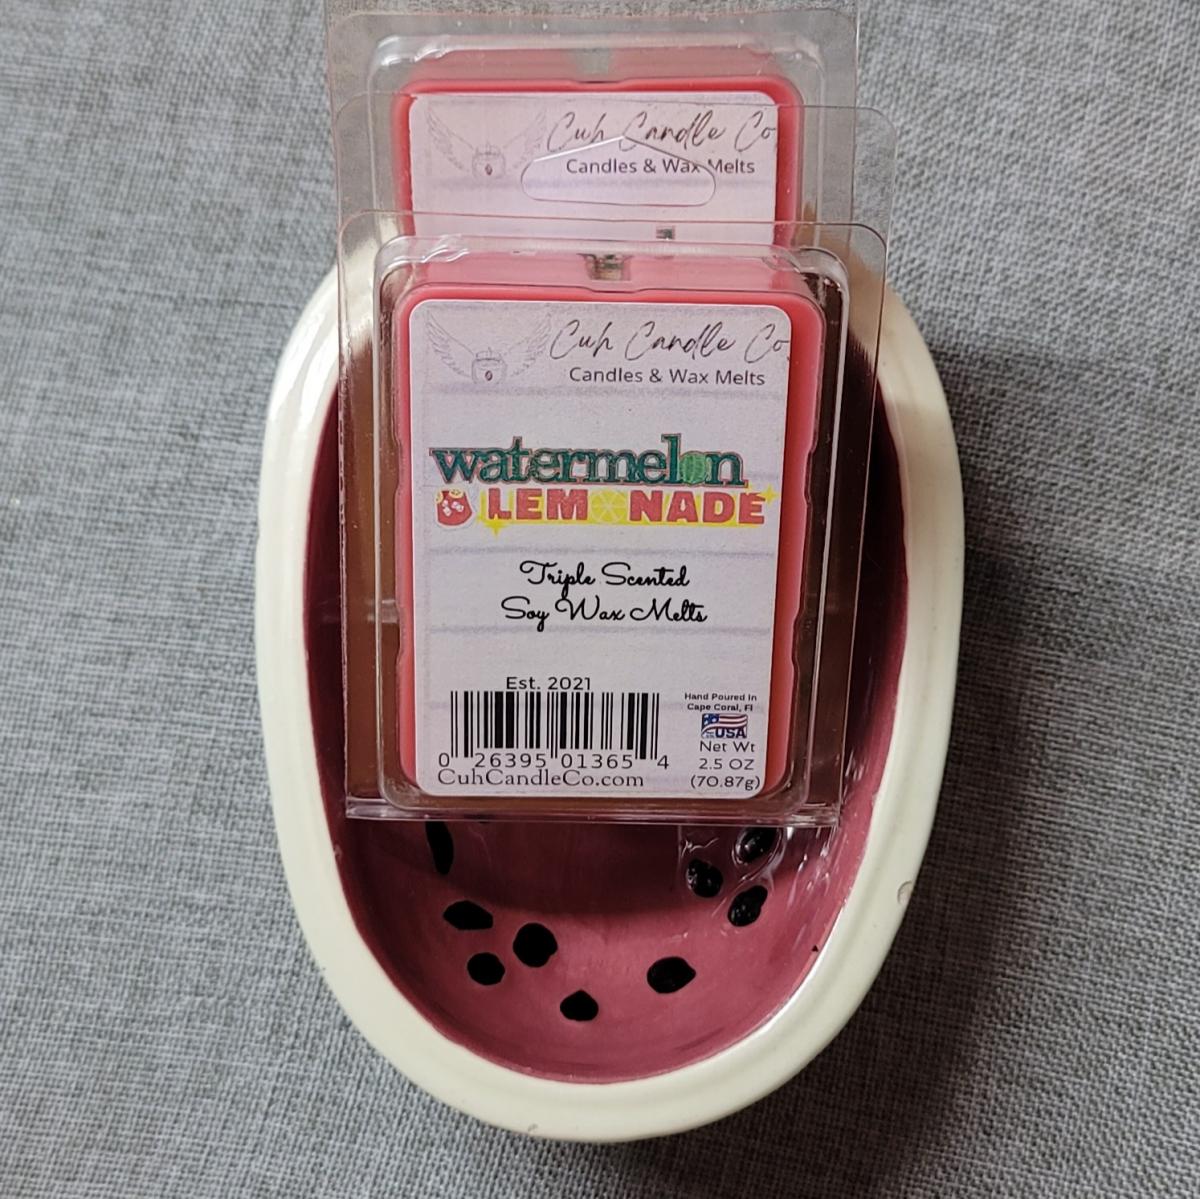 Cuh Candle Co
Candles & Wax Melts
Cuh Candle Co
Candles & Wax Melts
watermelon
LEMONADE
Triple Scented
Soy Wax Melts
Est. 2021
Hand Poured in
Cape Coral, Fl
USA
Net Wt
2.5 OZ
(70.87g)
0 26395 01365 4
CuhCandleCo.com